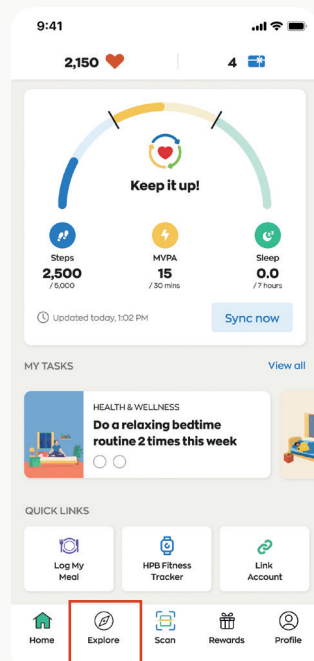 9:41
2,150
4
Keep it up!
Steps
2,500
/ 5,000
MVPA
15
/ 30 mins
Sleep
0.0
/ 7 hours
Updated today, 1:02 PM
Sync now
MY TASKS
View all
HEALTH & WELLNESS
Do a relaxing bedtime
routine 2 times this week
QUICK LINKS
Log My
Meal
HPB Fitness
Tracker
Link
Account
Home
Explore
Scan
Rewards
Profile